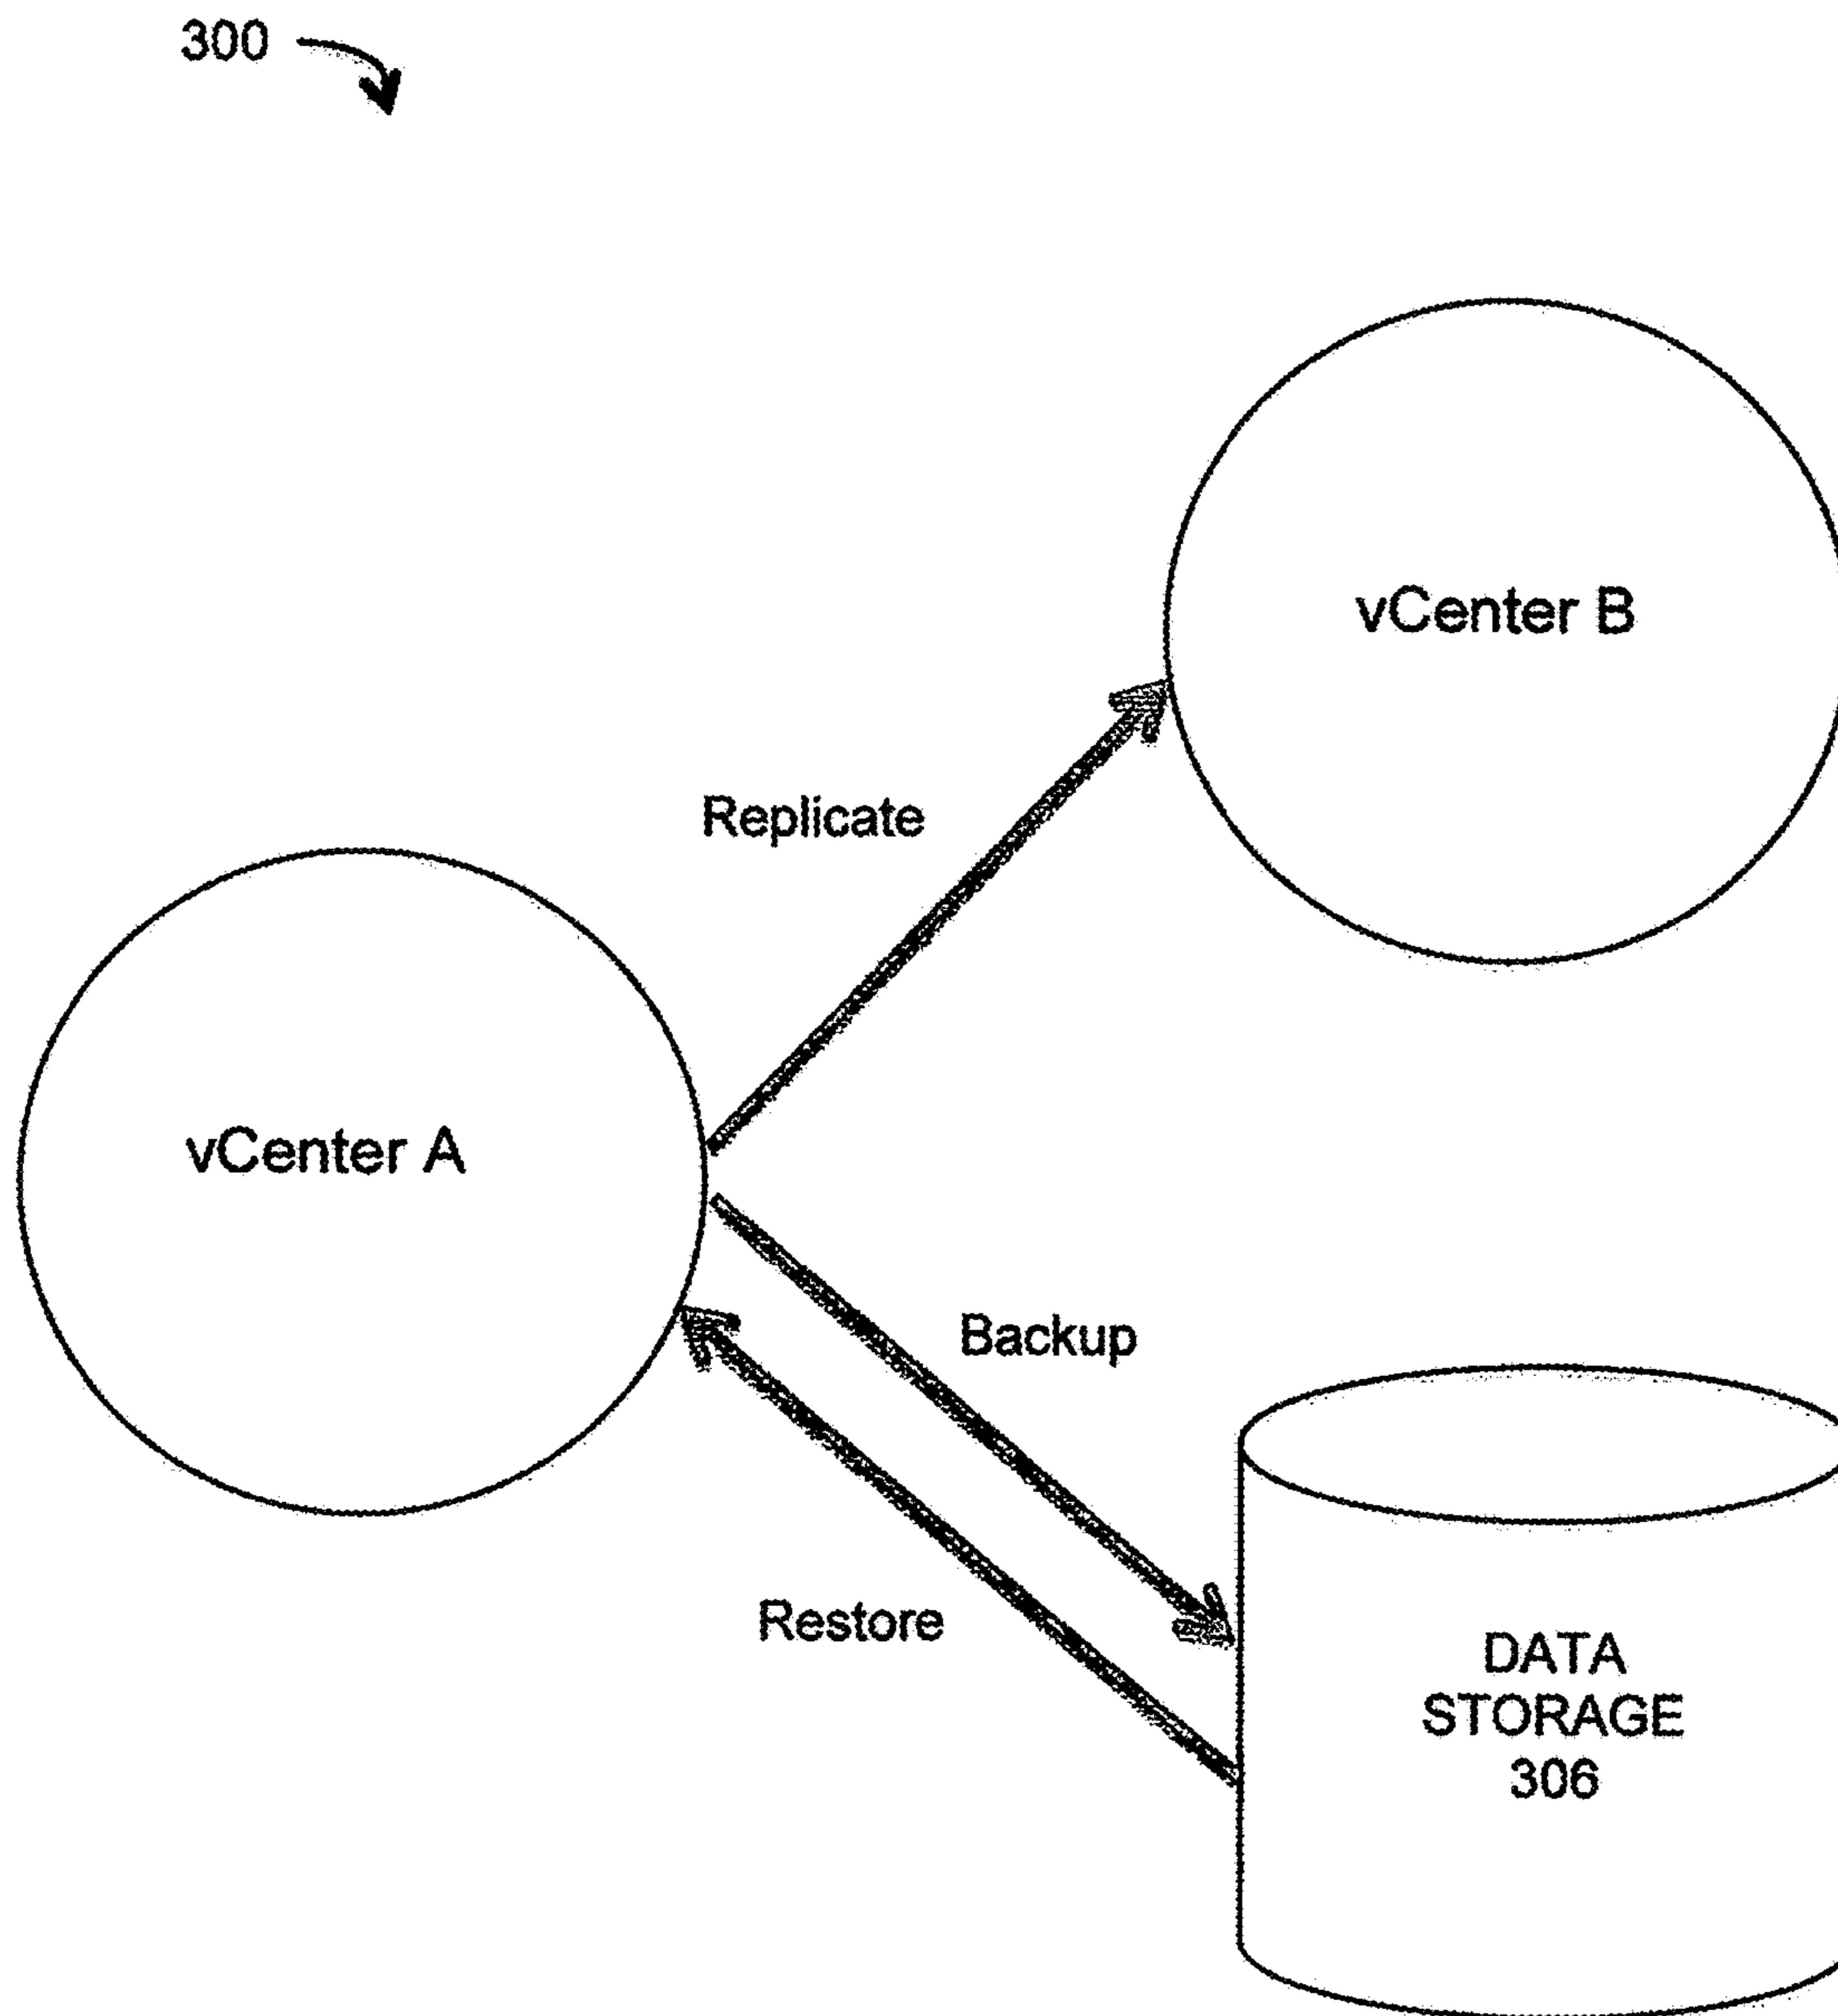 300
vCenter B
Replicate
vCenter A
Backup
Restore
DATA
STORAGE
306